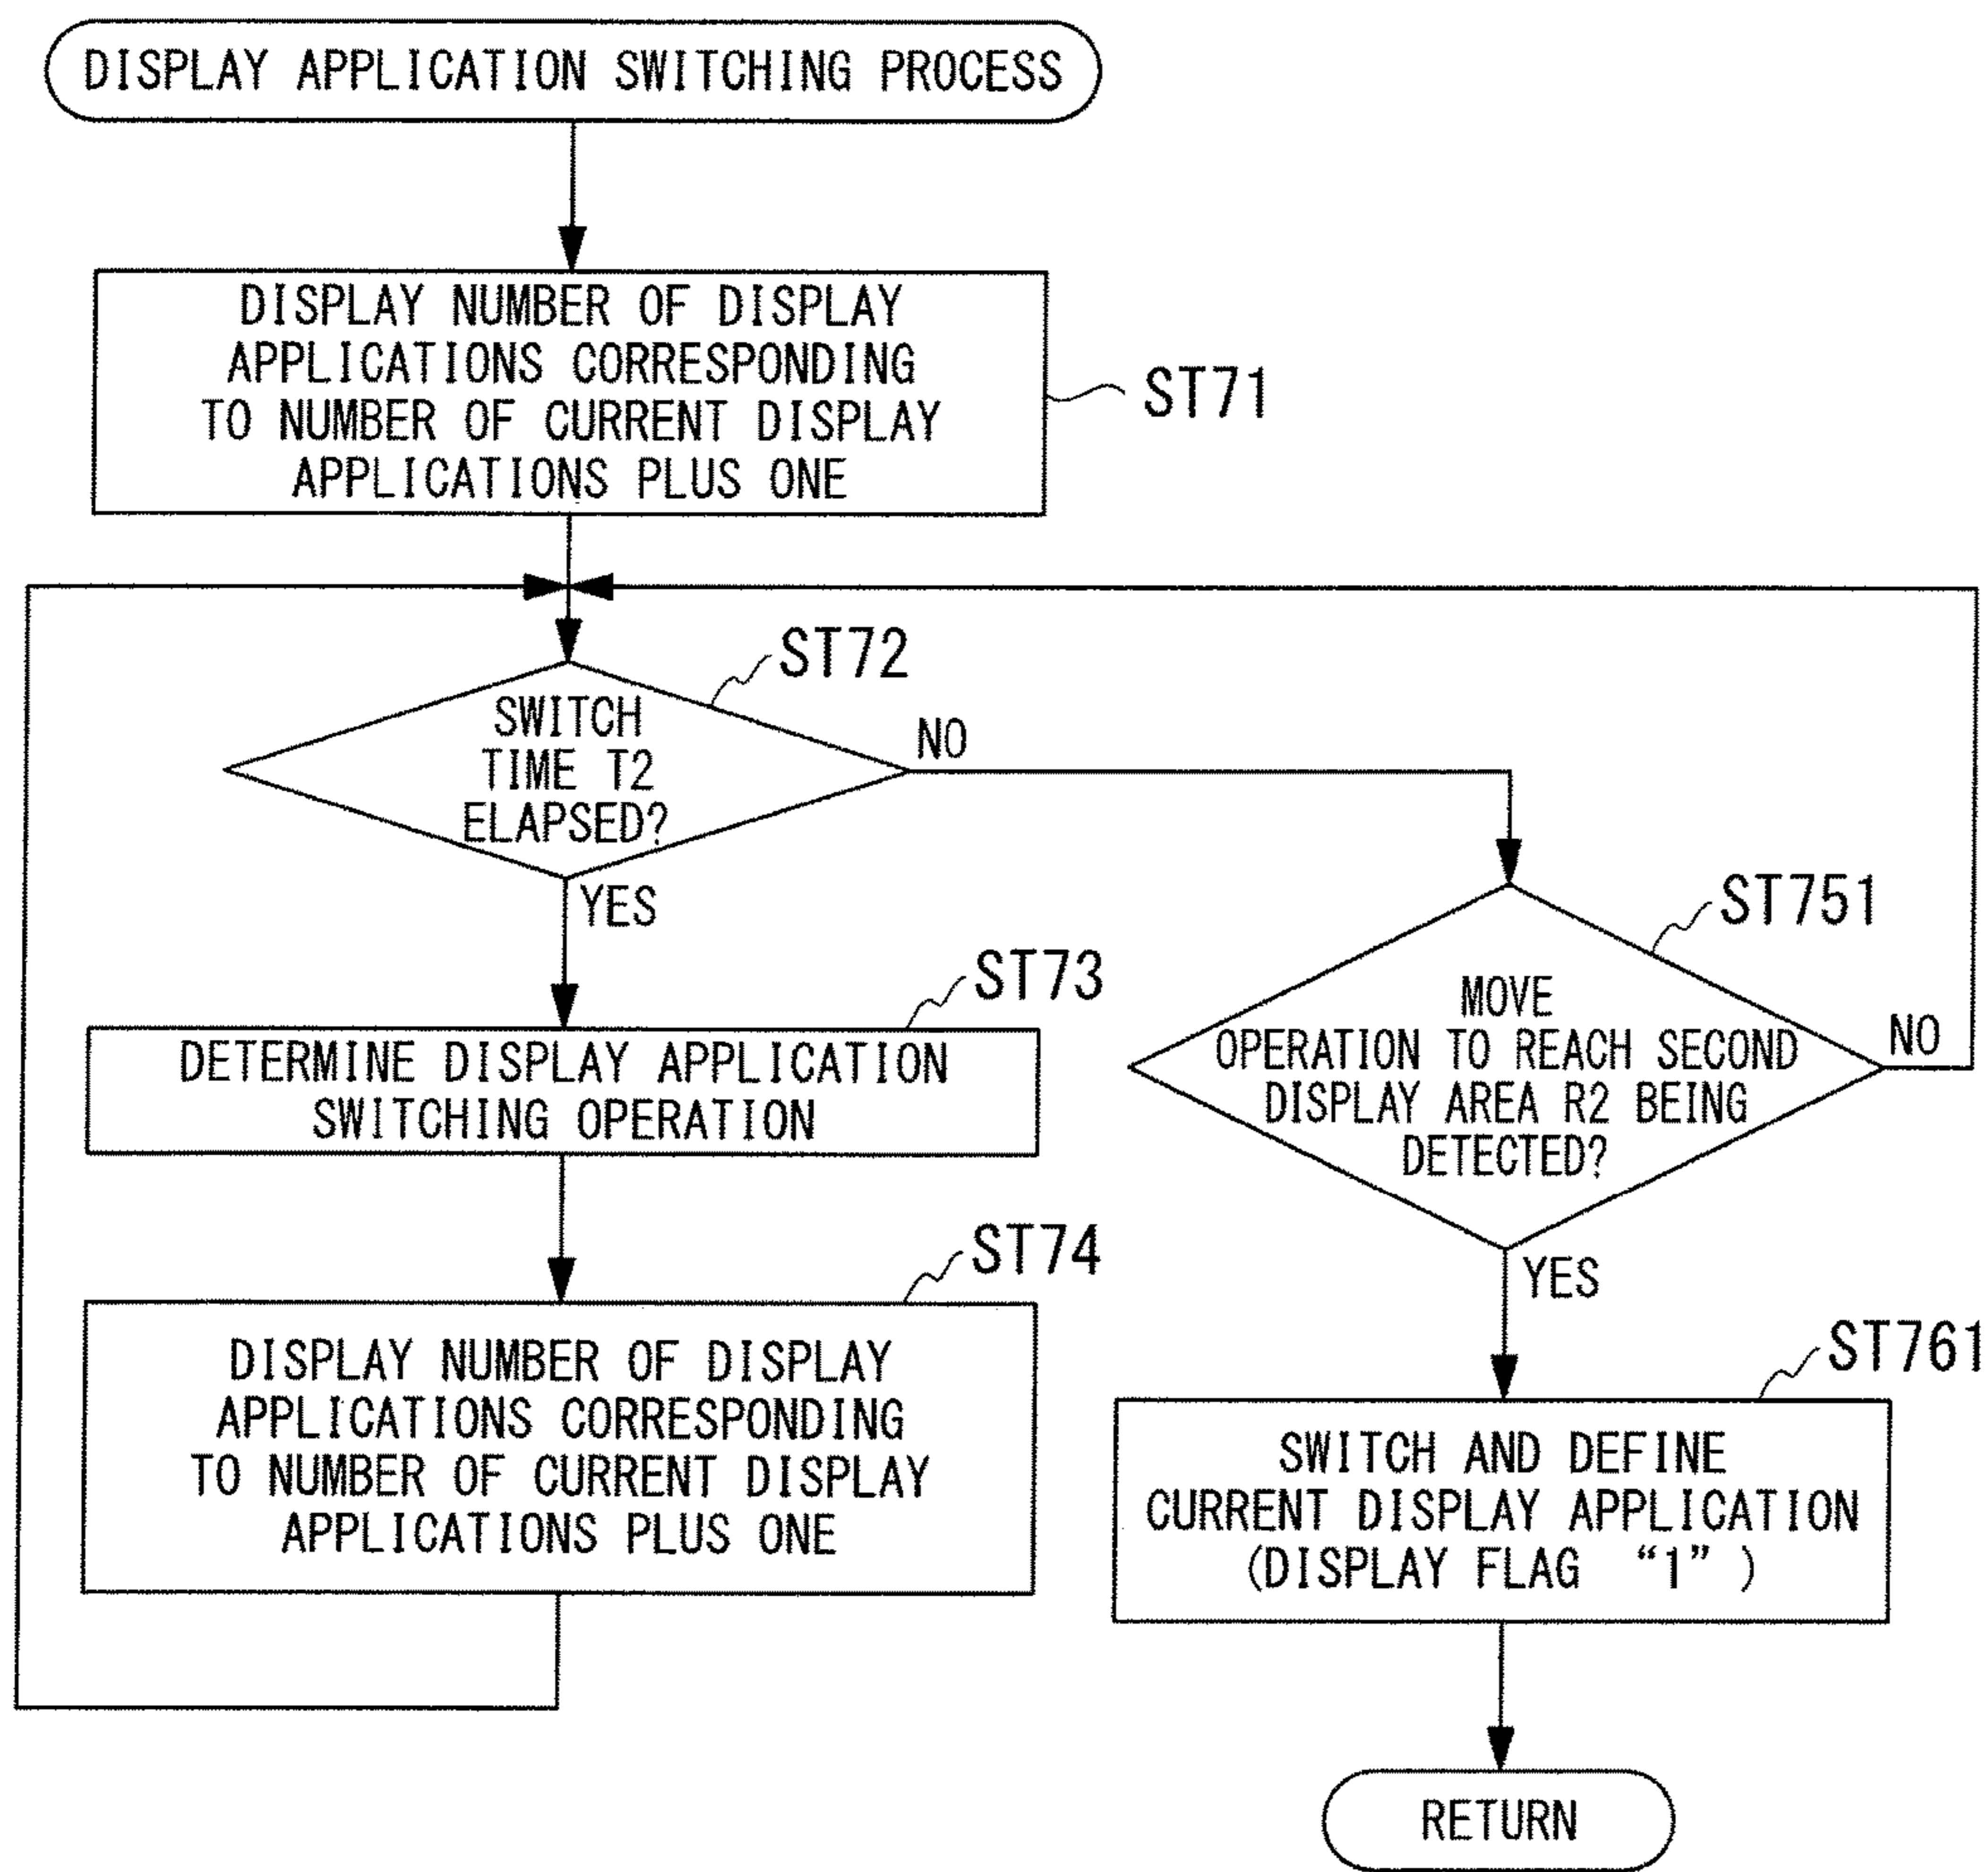 DISPLAY APPLICATION SWITCHING PROCESS
DISPLAY NUMBER OF DISPLAY
APPLICATIONS CORRESPONDING
TO NUMBER OF CURRENT DISPLAY
APPLICATIONS PLUS ONE
ST71
ST72
SWITCH
TIME T2
ELAPSED?
NO
YES
ST751
MOVE
OPERATION TO REACH SECOND
DISPLAY AREA R2 BEING
DETECTED?
NO
YES
ST73
DETERMINE DISPLAY APPLICATION
SWITCHING OPERATION
ST74
DISPLAY NUMBER OF DISPLAY
APPLICATIONS CORRESPONDING
TO NUMBER OF CURRENT DISPLAY
APPLICATIONS PLUS ONE
ST761
SWITCH AND DEFINE
CURRENT DISPLAY APPLICATION
(DISPLAY FLAG “1”)
RETURN